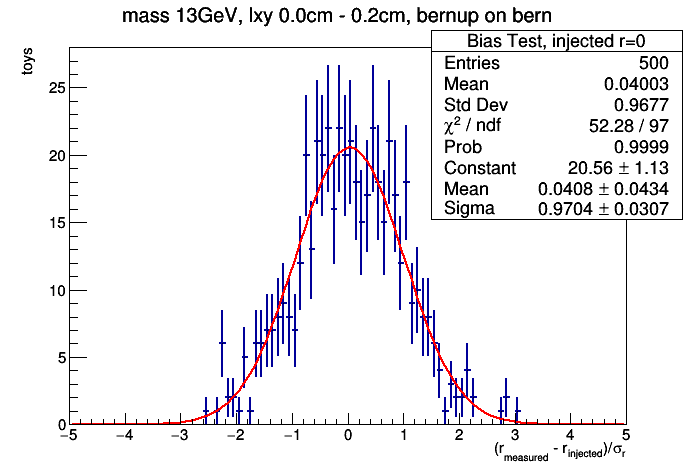 mass 13GeV, lxy 0.0cm - 0.2cm, bernup on bern
toys
Bias Test, injected r=0
Entries 500
Mean 0.04003
Std Dev 0.9677
χ² / ndf 52.28 / 97
Prob 0.9999
Constant 20.56 ± 1.13
Mean 0.0408 ± 0.0434
Sigma 0.9704 ± 0.0307
25
20
15
10
5
0
−5 −4 −3 −2 −1 0 1 2 3 4 5
(r_measured - r_injected)/σ_r